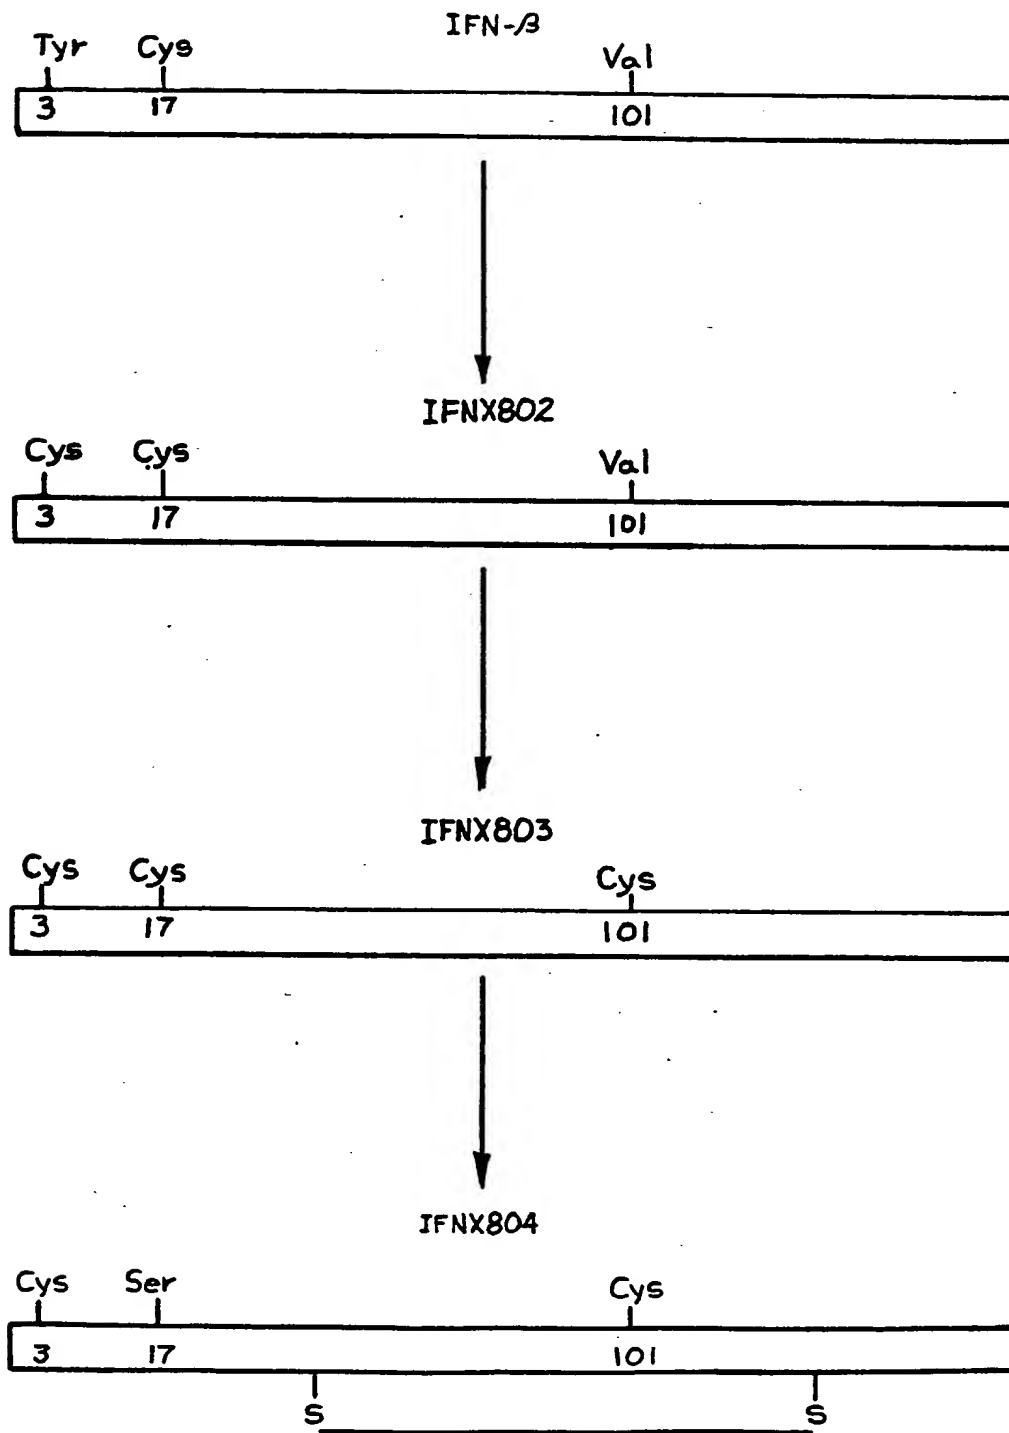 IFN-β
Tyr Cys Val
3 17 101
IFNX802
Cys Cys Val
3 17 101
IFNX803
Cys Cys Cys
3 17 101
IFNX804
Cys Ser Cys
3 17 101
S S